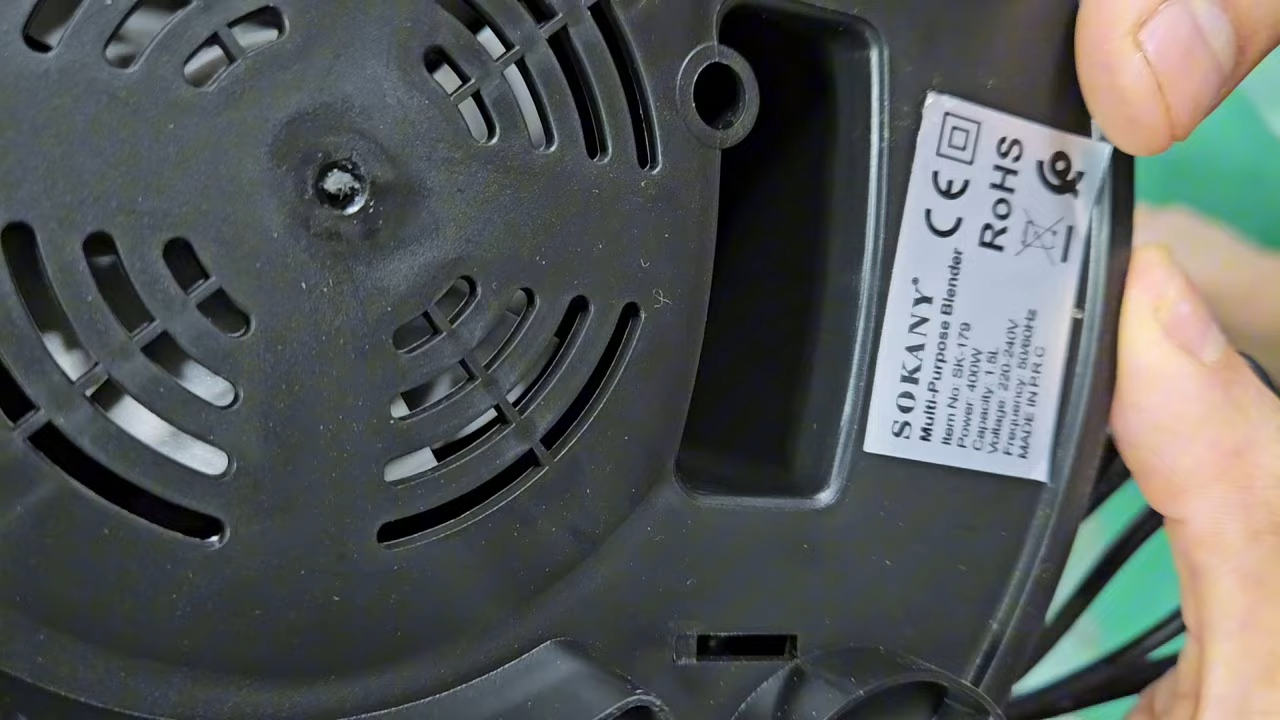 SOKANY®
Multi-Purpose Blender
Item No: SK-179
Power: 400W
Capacity: 1.5L
Voltage: 220-240V
Frequency: 50/60Hz
MADE IN P.R.C
CE
RoHS